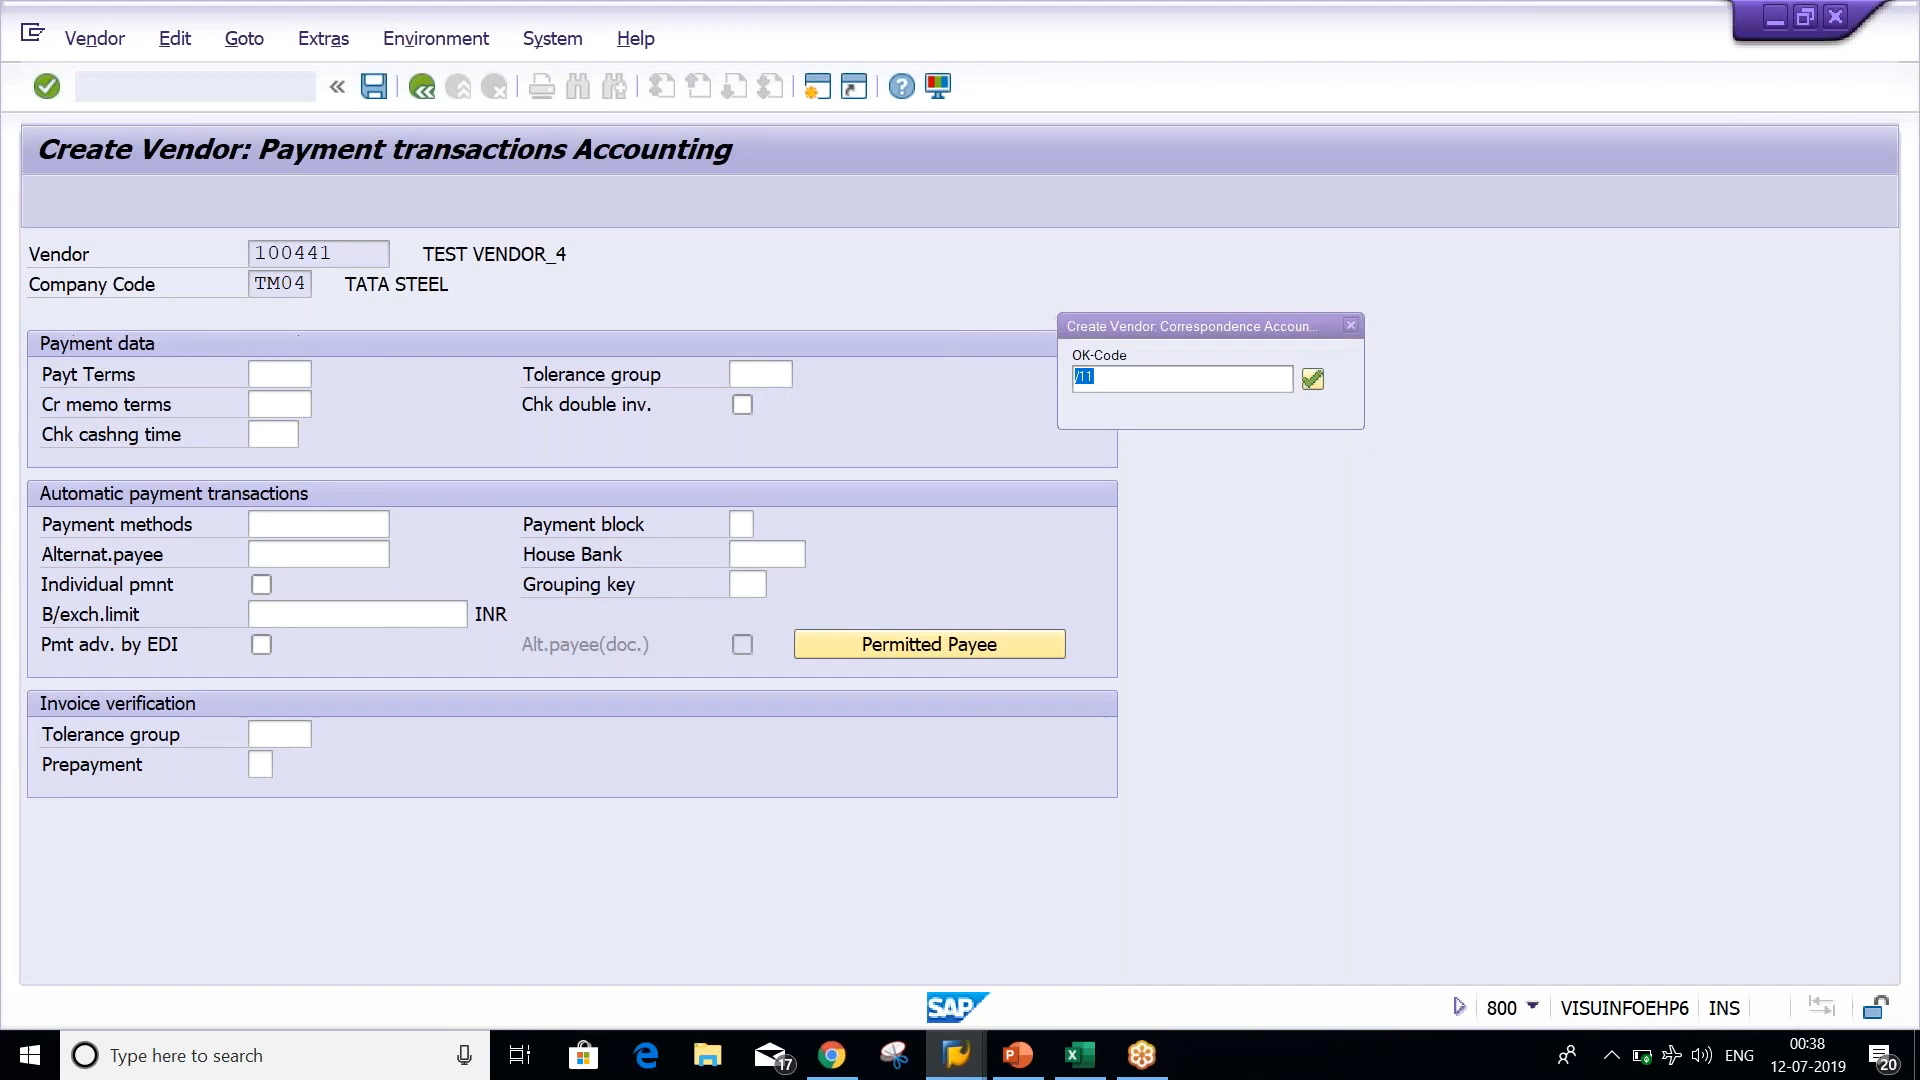 Vendor Edit Goto Extras Environment System Help
Create Vendor: Payment transactions Accounting
Vendor 100441 TEST VENDOR_4
Company Code TM04 TATA STEEL
Create Vendor: Correspondence Accoun...
OK-Code
/11
Payment data
Payt Terms Tolerance group
Cr memo terms Chk double inv.
Chk cashng time
Automatic payment transactions
Payment methods Payment block
Alternat.payee House Bank
Individual pmnt Grouping key
B/exch.limit INR
Pmt adv. by EDI Alt.payee(doc.) Permitted Payee
Invoice verification
Tolerance group
Prepayment
SAP 800 VISUINFOEHP6 INS
Type here to search 17 ENG 00:38
12-07-2019 20